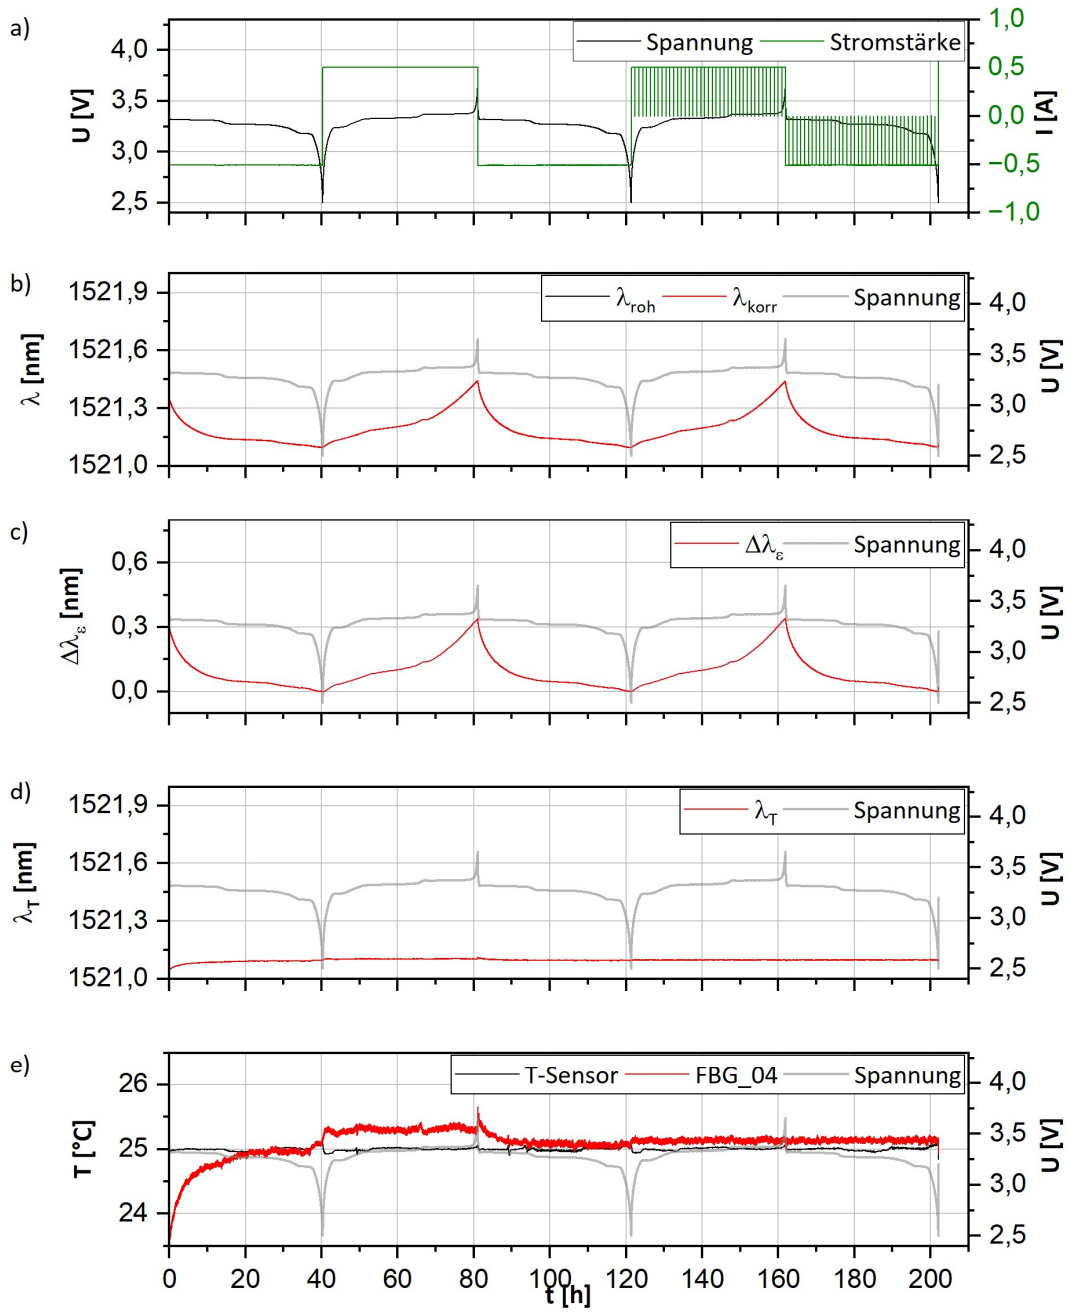 a)
Spannung Stromstärke
U [V]
4,0
3,5
3,0
2,5
1,0
0,5
0,0
−0,5
−1,0
I [A]
b)
λroh λkorr Spannung
λ [nm]
1521,9
1521,6
1521,3
1521,0
4,0
3,5
3,0
2,5
U [V]
c)
Δλε Spannung
Δλε [nm]
0,6
0,3
0,0
4,0
3,5
3,0
2,5
U [V]
d)
λT Spannung
λT [nm]
1521,9
1521,6
1521,3
1521,0
4,0
3,5
3,0
2,5
U [V]
e)
T-Sensor FBG_04 Spannung
T [°C]
26
25
24
4,0
3,5
3,0
2,5
U [V]
0 20 40 60 80 100 120 140 160 180 200
t [h]